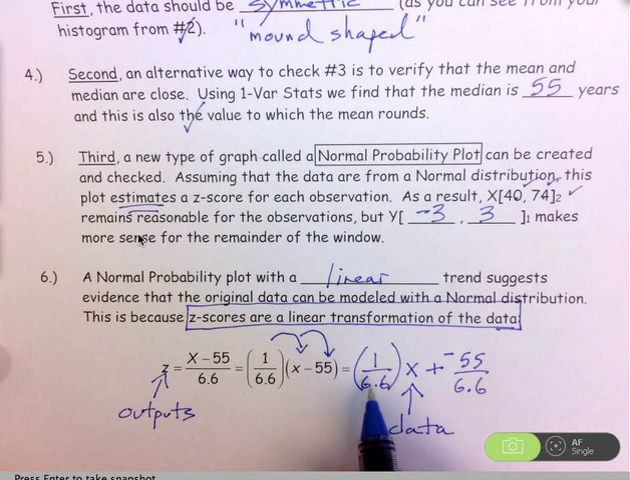 First, the data should be symmetric (as you can see from your
histogram from #2). "mound shaped"
4.) Second, an alternative way to check #3 is to verify that the mean and
median are close. Using 1-Var Stats we find that the median is 55 years
and this is also the value to which the mean rounds.
5.) Third, a new type of graph called a Normal Probability Plot can be created
and checked. Assuming that the data are from a Normal distribution, this
plot estimates a z-score for each observation. As a result, X[40, 74]₂
remains reasonable for the observations, but Y[ -3 , 3 ]₁ makes
more sense for the remainder of the window.
6.) A Normal Probability plot with a linear trend suggests
evidence that the original data can be modeled with a Normal distribution.
This is because z-scores are a linear transformation of the data.
z = (x – 55)/6.6 = (1/6.6)(x – 55) = (1/6.6) x + -55/6.6
outputs
data
AF
Single
Press Enter to take snapshot